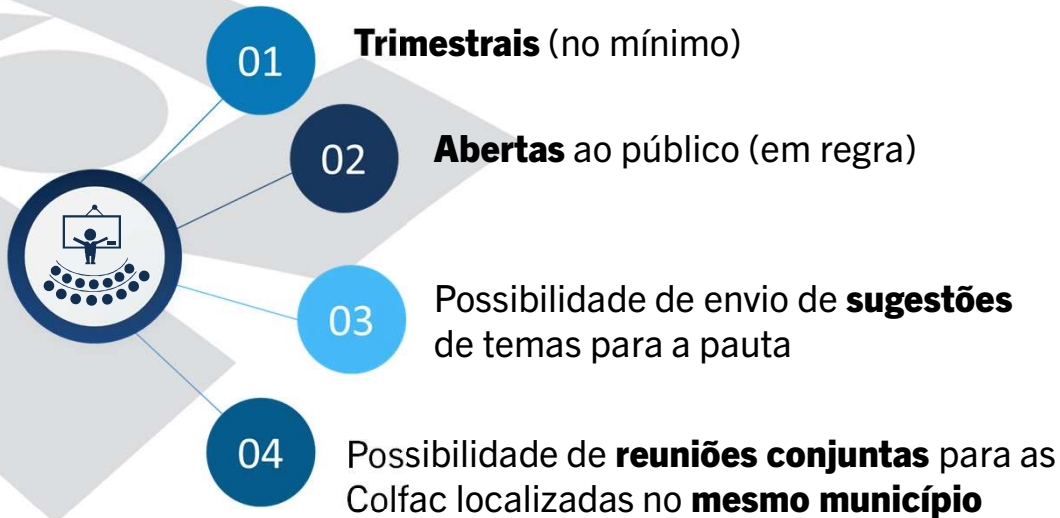 01
Trimestrais (no mínimo)
02
Abertas ao público (em regra)
03
Possibilidade de envio de sugestões
de temas para a pauta
04
Possibilidade de reuniões conjuntas para as
Colfac localizadas no mesmo município